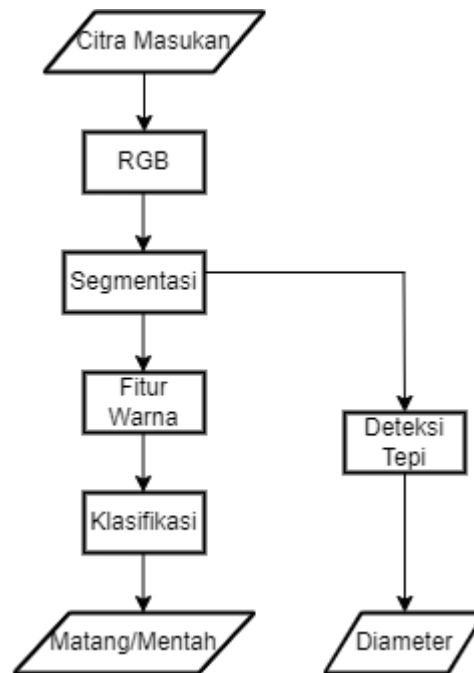 Citra Masukan
RGB
Segmentasi
Fitur
Warna
Deteksi
Tepi
Klasifikasi
Matang/Mentah
Diameter